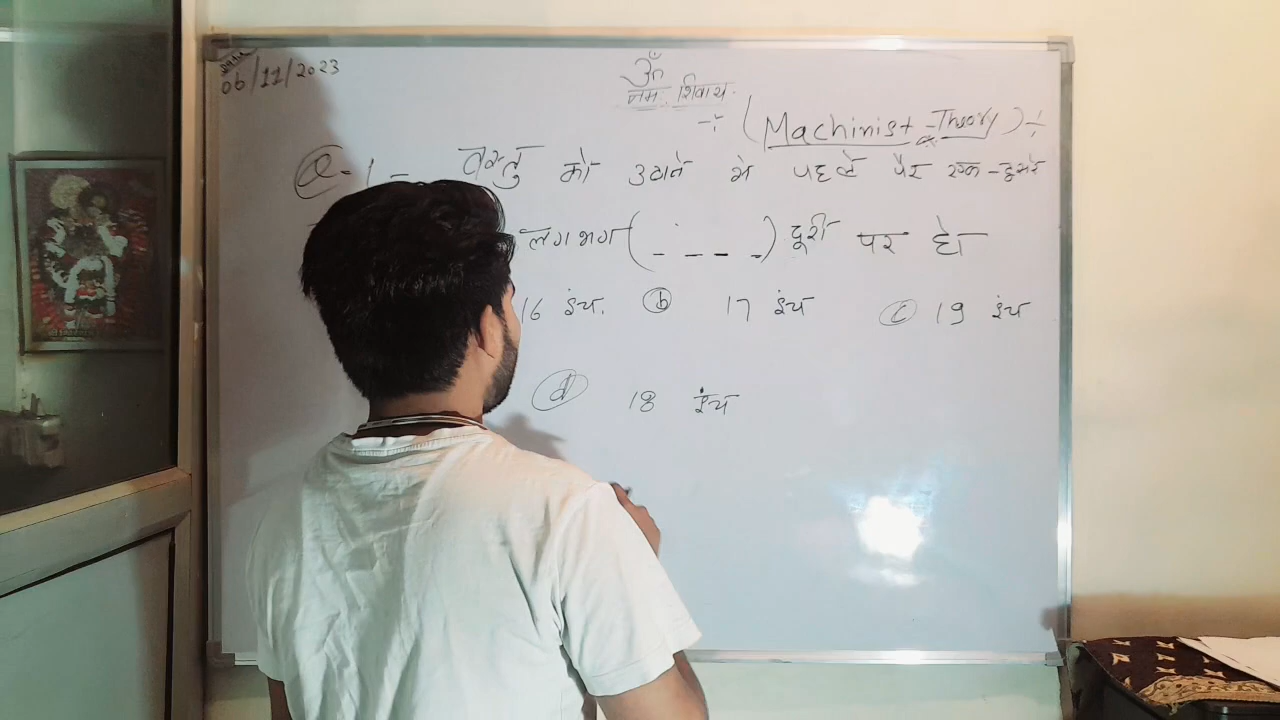 06/11/2023
ॐ
नमः शिवाय
÷ (Machinist - Theory) ÷
Q-1 - वस्तु को उठाने से पहले पैर एक-दूसरे
लगभग (_ _ _ _) दूरी पर हो
16 इंच. (b) 17 इंच (c) 19 इंच
(d) 18 इंच